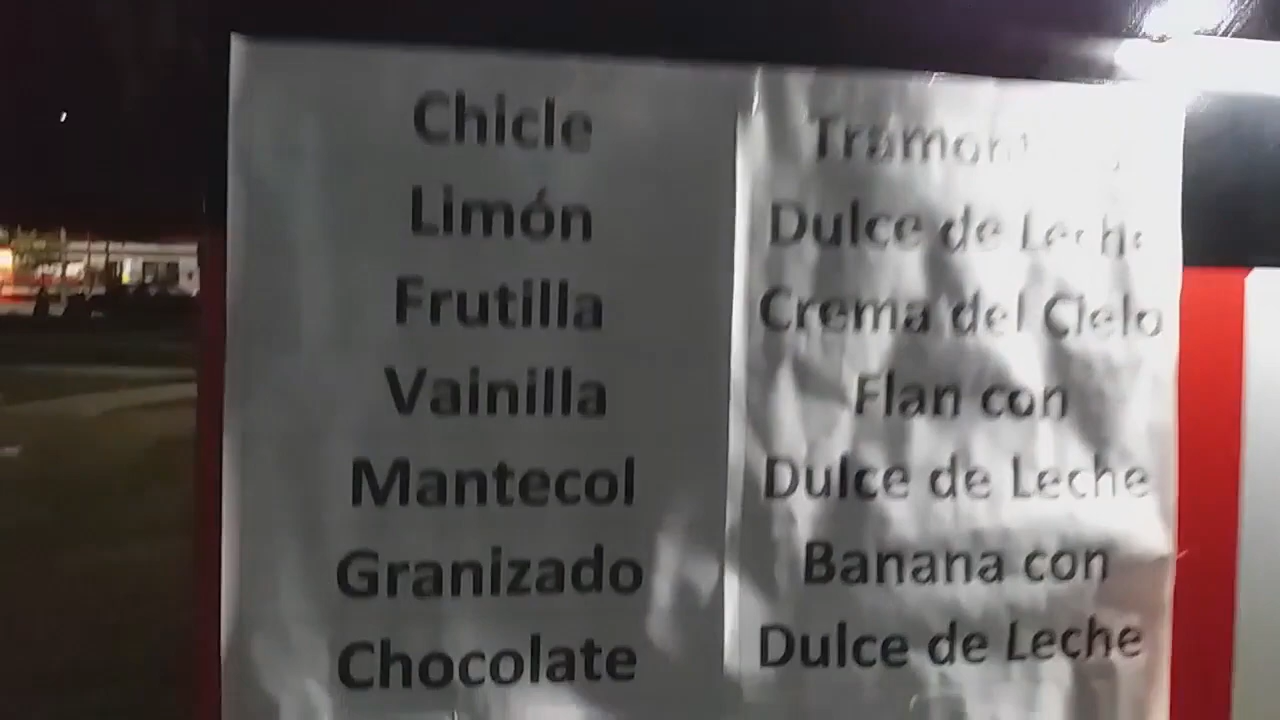 Chicle
Limón
Frutilla
Vainilla
Mantecol
Granizado
Chocolate
Dulce de Leche
Crema del Cielo
Flan con
Dulce de Leche
Banana con
Dulce de Leche